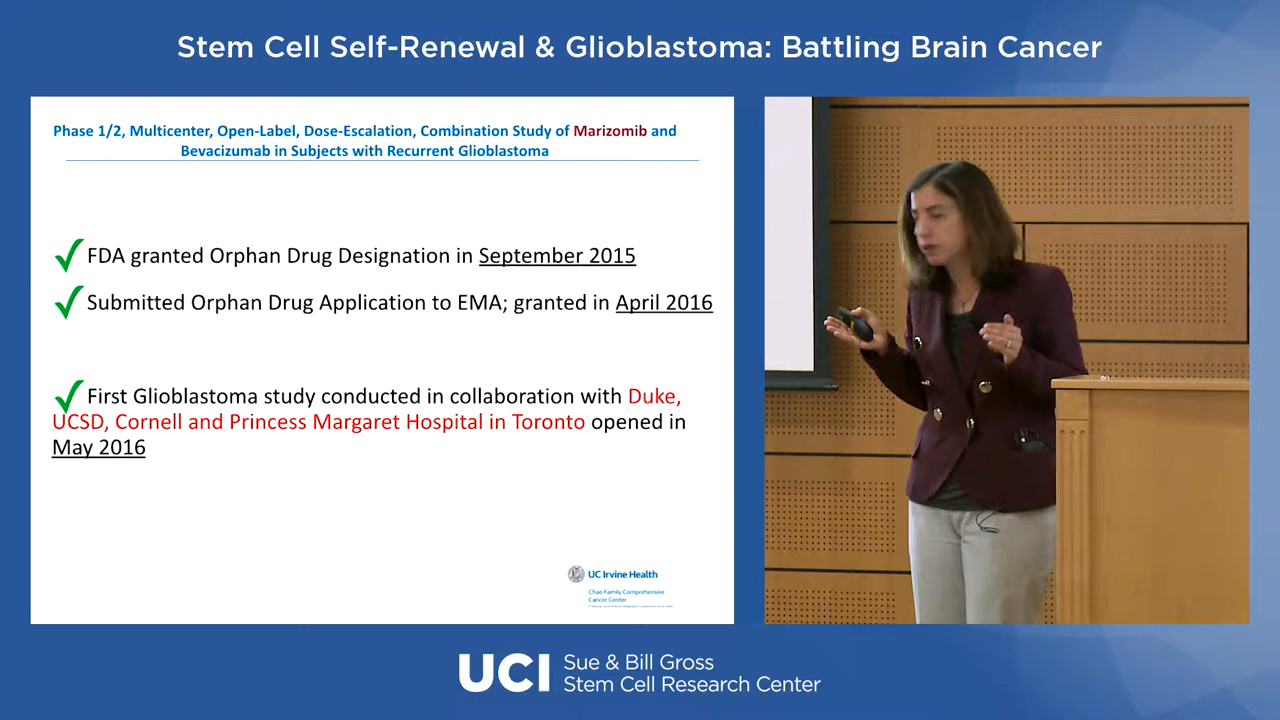 Stem Cell Self-Renewal & Glioblastoma: Battling Brain Cancer
Phase 1/2, Multicenter, Open-Label, Dose-Escalation, Combination Study of Marizomib and
Bevacizumab in Subjects with Recurrent Glioblastoma
FDA granted Orphan Drug Designation in September 2015
Submitted Orphan Drug Application to EMA; granted in April 2016
First Glioblastoma study conducted in collaboration with Duke,
UCSD, Cornell and Princess Margaret Hospital in Toronto opened in
May 2016
UC Irvine Health
Chao Family Comprehensive
Cancer Center
UCI Sue & Bill Gross
Stem Cell Research Center